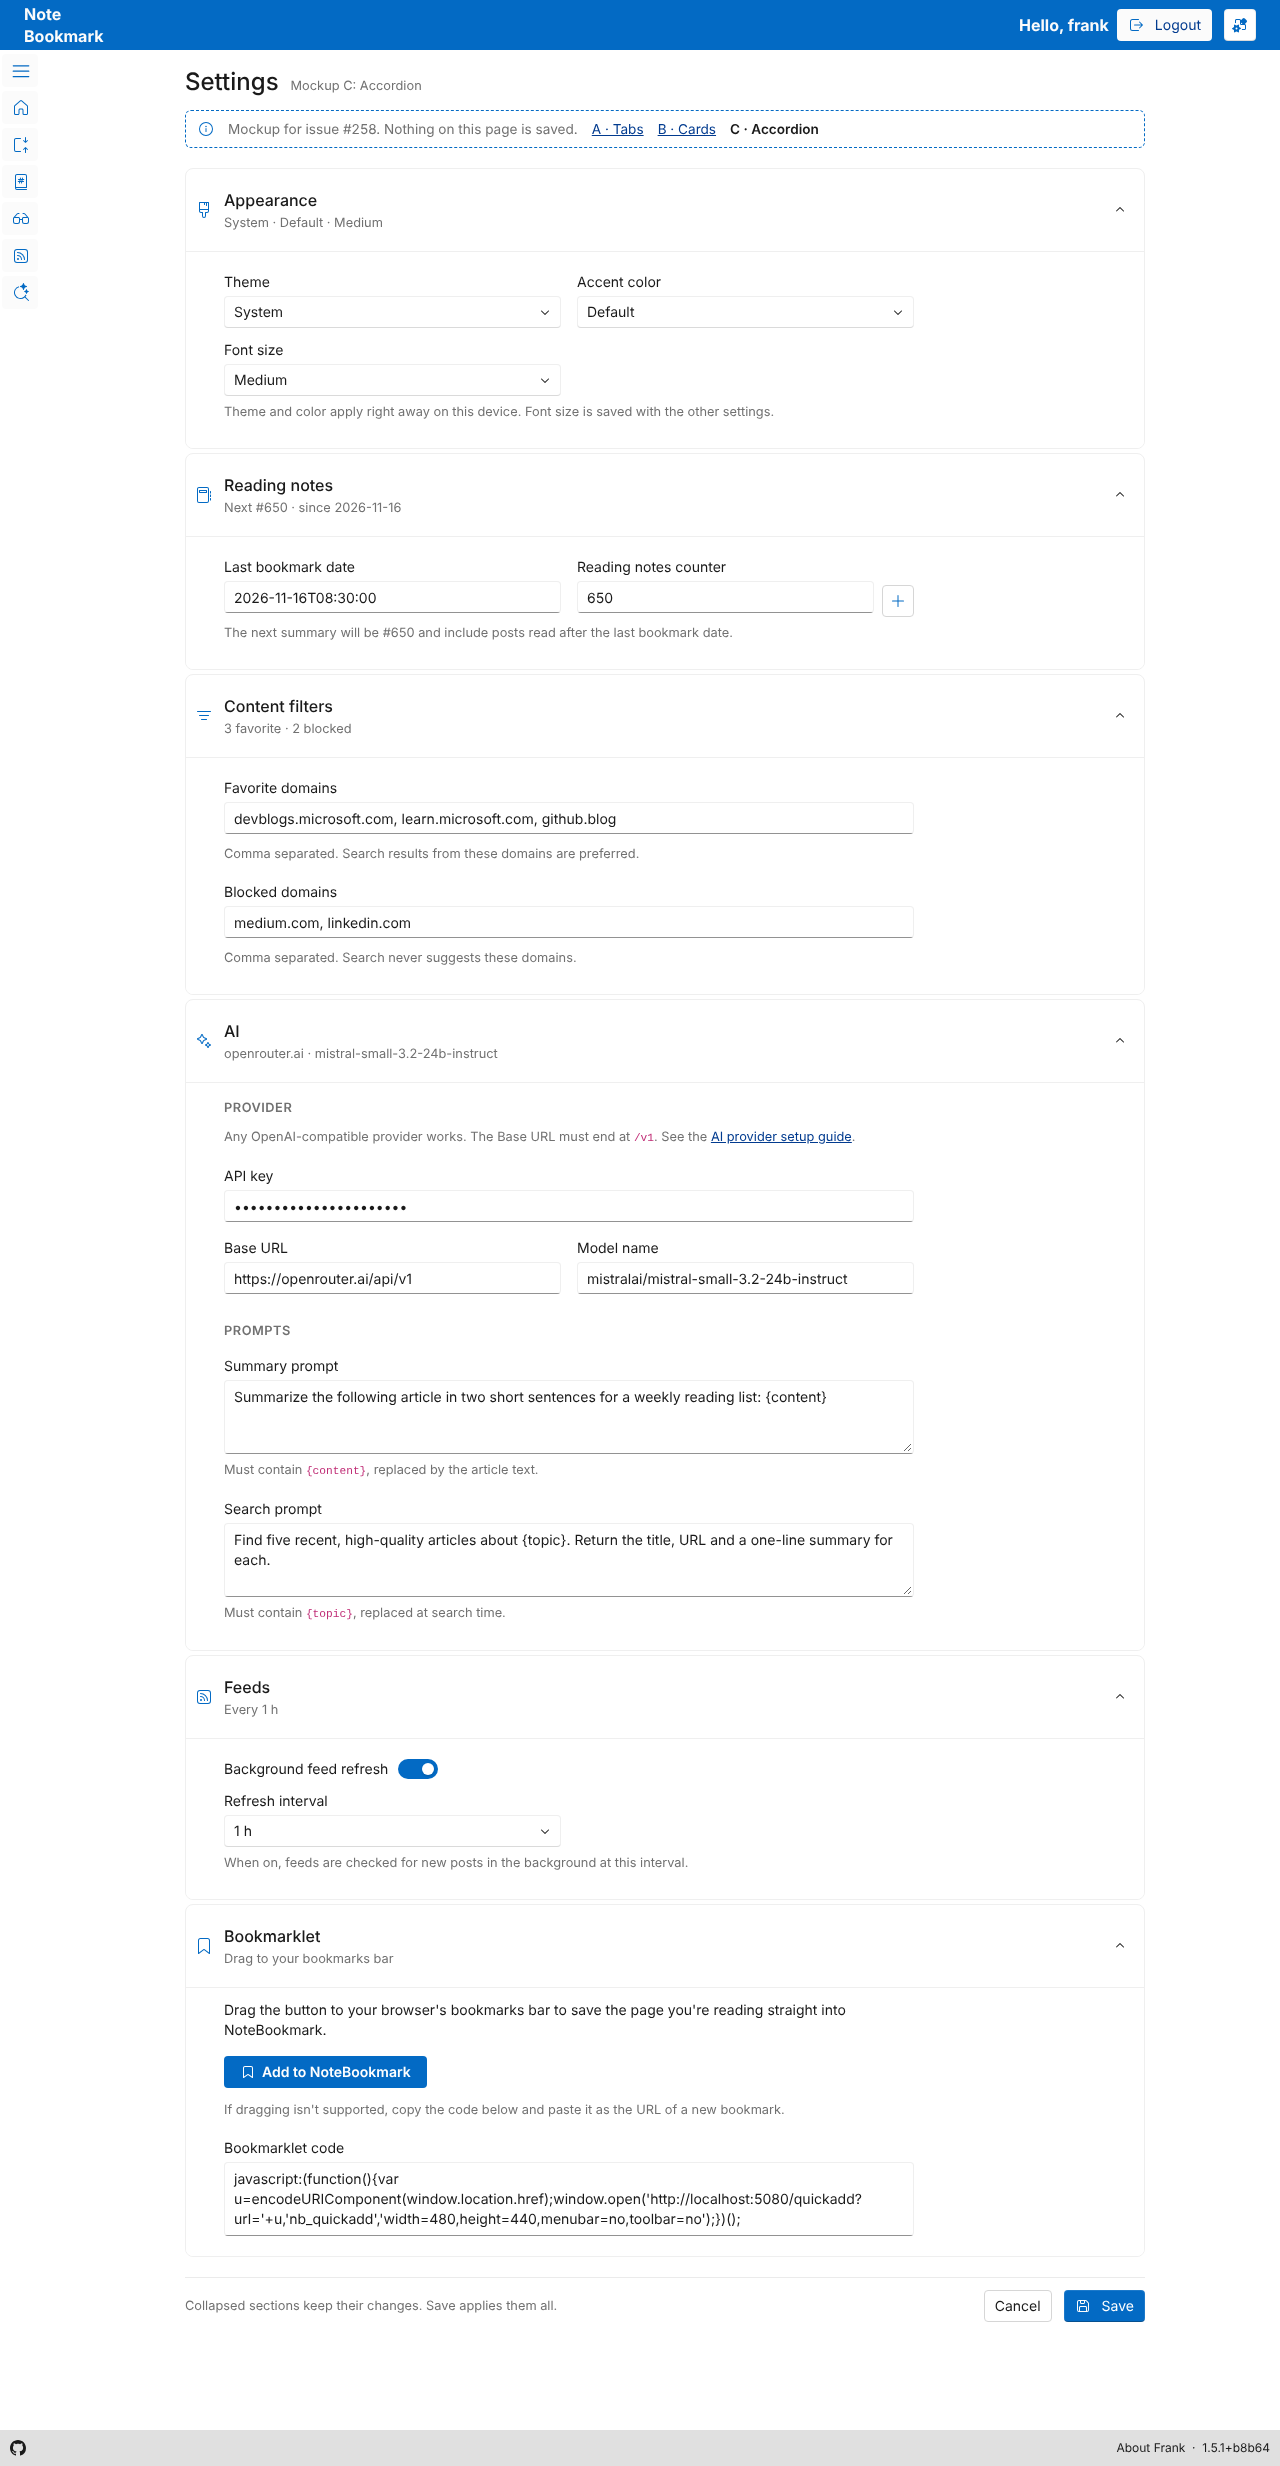 Note
Bookmark
Hello, frank
Logout
Settings
Mockup C: Accordion
Mockup for issue #258. Nothing on this page is saved. A · Tabs B · Cards C · Accordion
Appearance
System · Default · Medium
Theme
Accent color
System
Default
Font size
Medium
Theme and color apply right away on this device. Font size is saved with the other settings.
Reading notes
Next #650 · since 2026-11-16
Last bookmark date
Reading notes counter
2026-11-16T08:30:00
650
The next summary will be #650 and include posts read after the last bookmark date.
Content filters
3 favorite · 2 blocked
Favorite domains
devblogs.microsoft.com, learn.microsoft.com, github.blog
Comma separated. Search results from these domains are preferred.
Blocked domains
medium.com, linkedin.com
Comma separated. Search never suggests these domains.
AI
openrouter.ai · mistral-small-3.2-24b-instruct
PROVIDER
Any OpenAI-compatible provider works. The Base URL must end at /v1. See the AI provider setup guide.
API key
••••••••••••••••••••••
Base URL
Model name
https://openrouter.ai/api/v1
mistralai/mistral-small-3.2-24b-instruct
PROMPTS
Summary prompt
Summarize the following article in two short sentences for a weekly reading list: {content}
Must contain {content}, replaced by the article text.
Search prompt
Find five recent, high-quality articles about {topic}. Return the title, URL and a one-line summary for
each.
Must contain {topic}, replaced at search time.
Feeds
Every 1 h
Background feed refresh
Refresh interval
1 h
When on, feeds are checked for new posts in the background at this interval.
Bookmarklet
Drag to your bookmarks bar
Drag the button to your browser's bookmarks bar to save the page you're reading straight into
NoteBookmark.
Add to NoteBookmark
If dragging isn't supported, copy the code below and paste it as the URL of a new bookmark.
Bookmarklet code
javascript:(function(){var
u=encodeURIComponent(window.location.href);window.open('http://localhost:5080/quickadd?
url='+u,'nb_quickadd','width=480,height=440,menubar=no,toolbar=no');})();
Collapsed sections keep their changes. Save applies them all.
Cancel
Save
About Frank · 1.5.1+b8b64